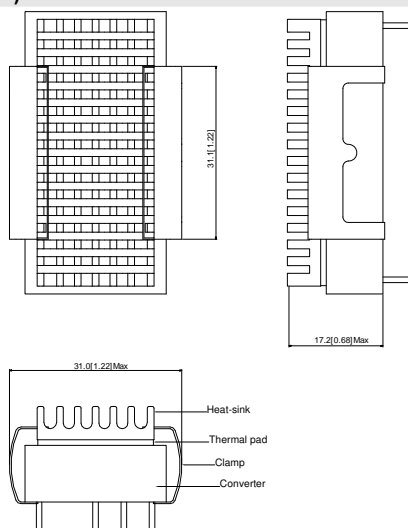 31.1[1.22]
17.2[0.68]Max
31.0[1.22]Max
Heat-sink
Thermal pad
Clamp
Converter